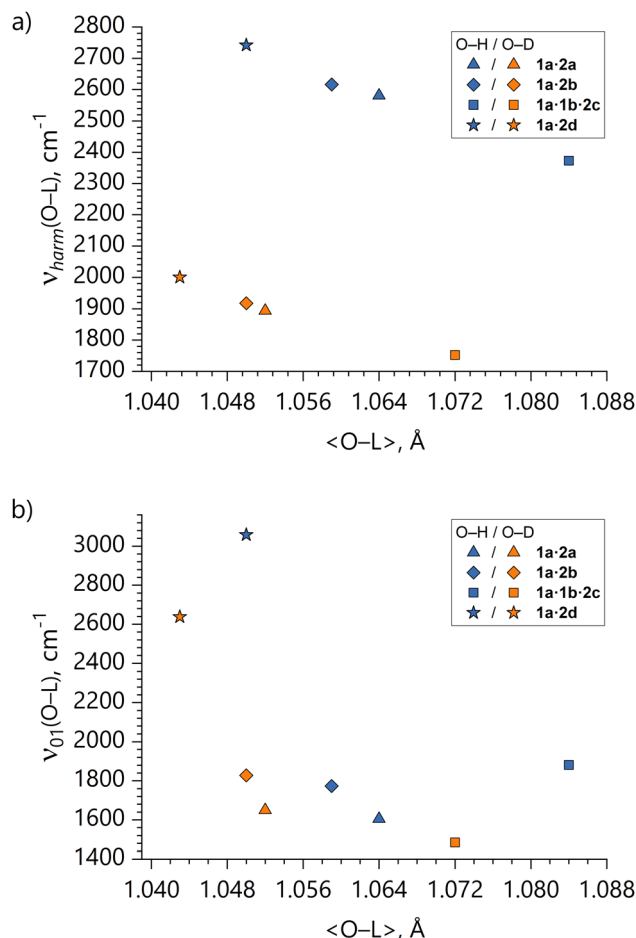 a)
2800
2700
2600
2500
2400
2300
2200
2100
2000
1900
1800
1700
νharm(O–L), cm-1
O–H / O–D
/ 1a·2a
/ 1a·2b
/ 1a·1b·2c
/ 1a·2d
1.040 1.048 1.056 1.064 1.072 1.080 1.088
<O–L>, Å
b)
3000
2800
2600
2400
2200
2000
1800
1600
1400
ν01(O–L), cm-1
O–H / O–D
/ 1a·2a
/ 1a·2b
/ 1a·1b·2c
/ 1a·2d
1.040 1.048 1.056 1.064 1.072 1.080 1.088
<O–L>, Å